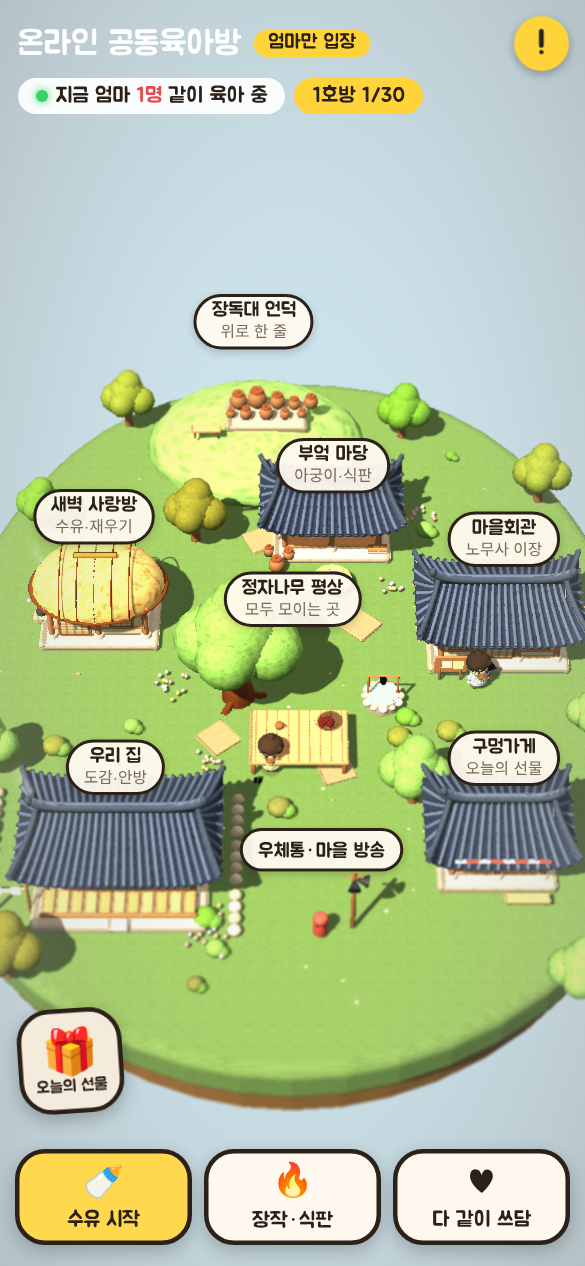 온라인 공동육아방
엄마만 입장
!
지금 엄마 1명 같이 육아 중
1호방 1/30
장독대 언덕
위로 한 줄
부엌 마당
아궁이·식판
새벽 사랑방
수유·재우기
마을회관
노무사 이장
정자나무 평상
모두 모이는 곳
우리 집
도감·안방
구멍가게
오늘의 선물
우체통·마을 방송
오늘의 선물
수유 시작
장작·식판
다 같이 쓰담